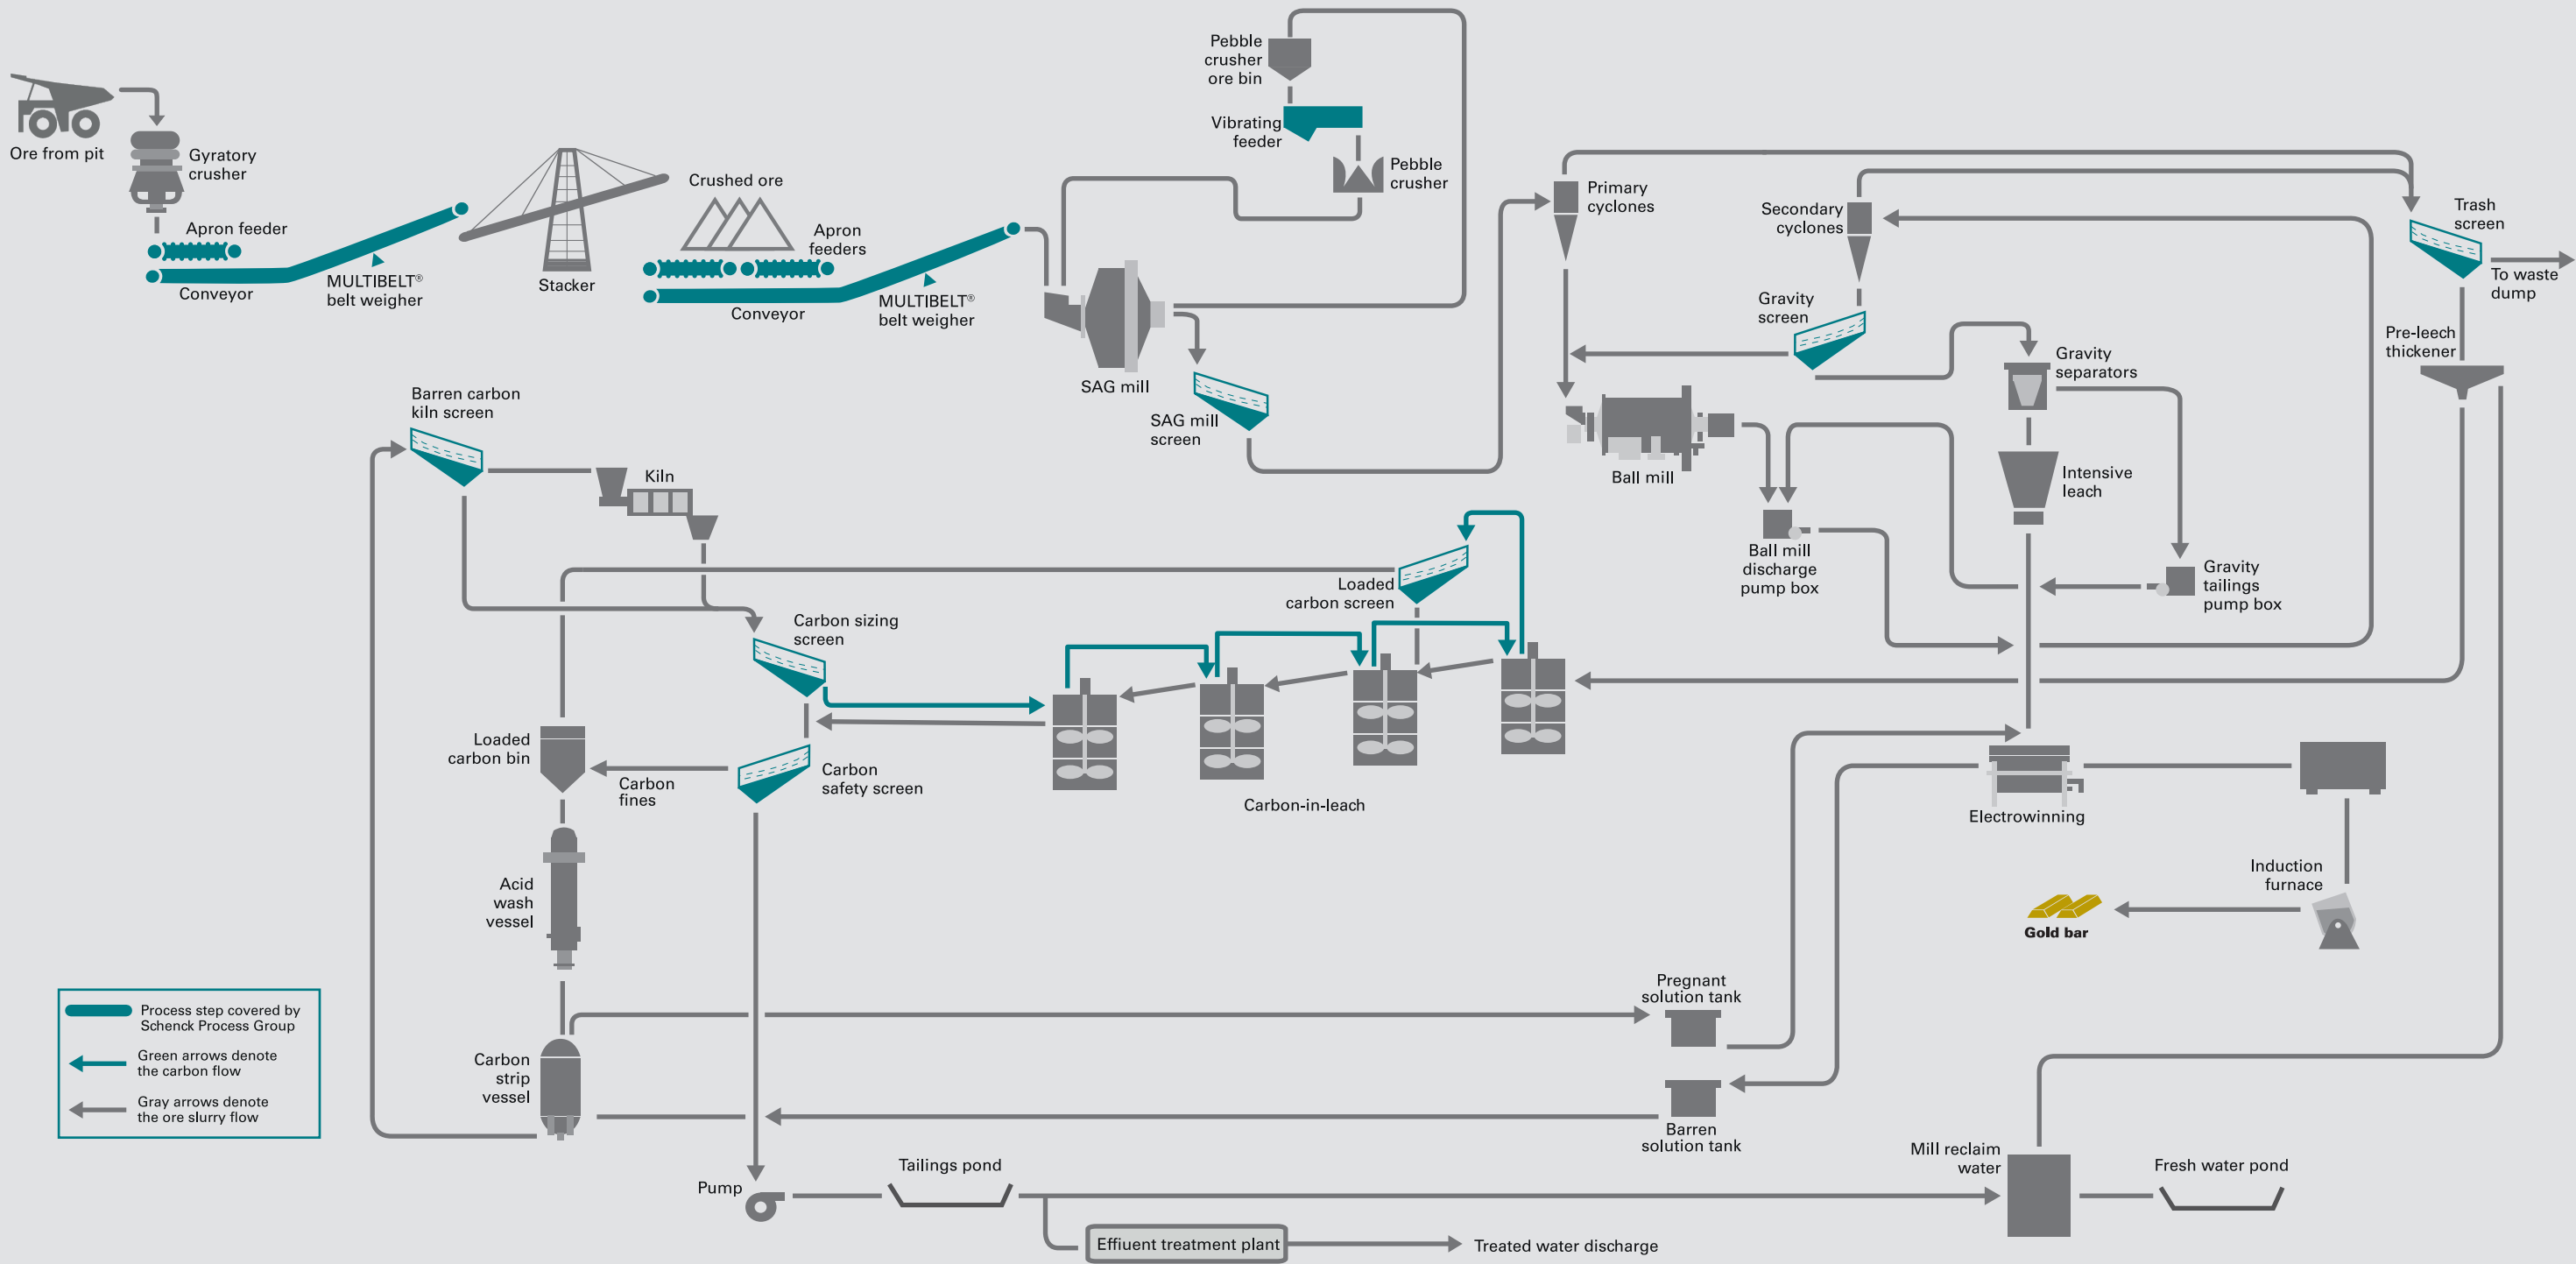 Ore from pit
Gyratory
crusher
Apron feeder
Conveyor
MULTIBELT®
belt weigher
Stacker
Crushed ore
Apron
feeders
Conveyor
MULTIBELT®
belt weigher
Pebble
crusher
ore bin
Vibrating
feeder
Pebble
crusher
SAG mill
SAG mill
screen
Primary
cyclones
Secondary
cyclones
Gravity
screen
Trash
screen
To waste
dump
Pre-leech
thickener
Gravity
separators
Intensive
leach
Ball mill
Ball mill
discharge
pump box
Gravity
tailings
pump box
Barren carbon
kiln screen
Kiln
Carbon sizing
screen
Loaded
carbon screen
Loaded
carbon bin
Carbon
fines
Carbon
safety screen
Carbon-in-leach
Electrowinning
Induction
furnace
Gold bar
Acid
wash
vessel
Carbon
strip
vessel
Pregnant
solution tank
Barren
solution tank
Process step covered by
Schenck Process Group
Green arrows denote
the carbon flow
Gray arrows denote
the ore slurry flow
Pump
Tailings pond
Mill reclaim
water
Fresh water pond
Effiuent treatment plant
Treated water discharge